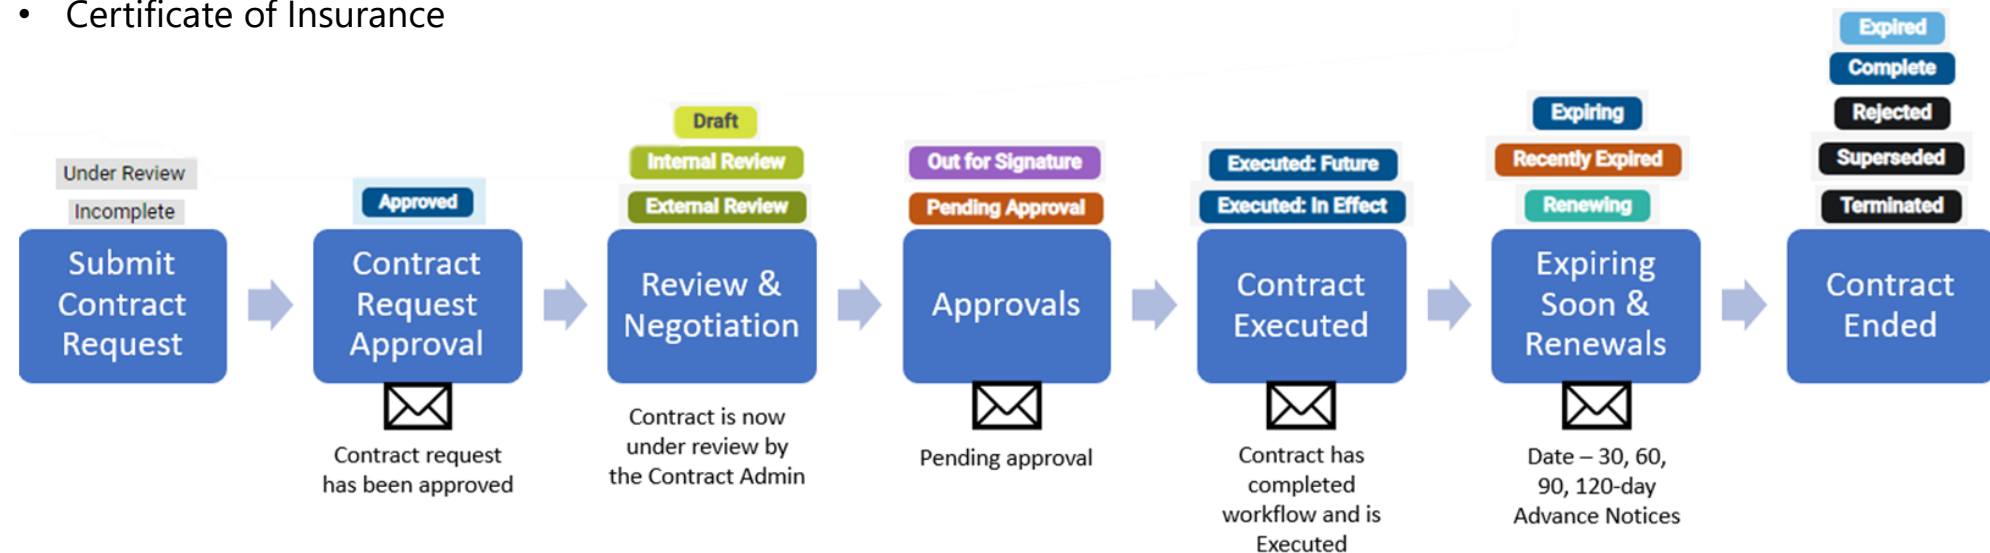 • Certificate of Insurance
Under Review
Incomplete
Submit
Contract
Request
Approved
Contract
Request
Approval
Contract request
has been approved
Draft
Internal Review
External Review
Review &
Negotiation
Contract is now
under review by
the Contract Admin
Out for Signature
Pending Approval
Approvals
Pending approval
Executed: Future
Executed: In Effect
Contract
Executed
Contract has
completed
workflow and is
Executed
Expiring
Recently Expired
Renewing
Expiring
Soon &
Renewals
Date – 30, 60,
90, 120-day
Advance Notices
Expired
Complete
Rejected
Superseded
Terminated
Contract
Ended